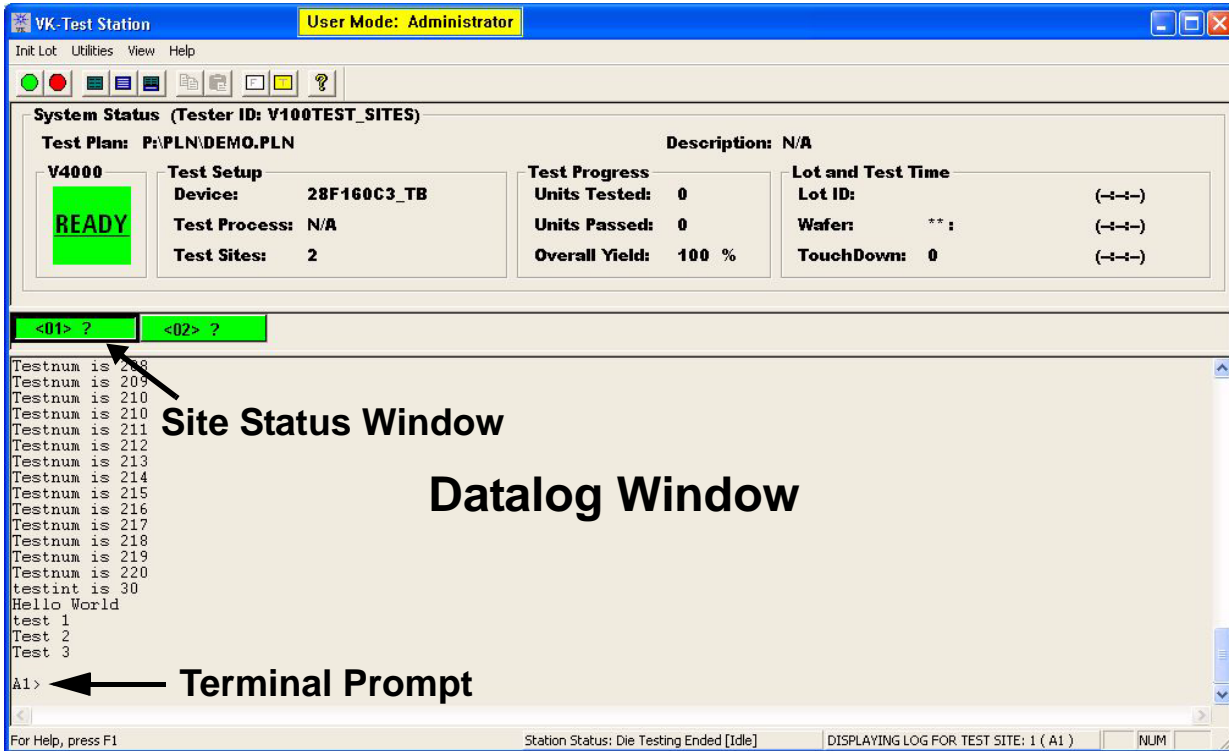 VK-Test Station
User Mode: Administrator
Init Lot Utilities View Help
F T ?
System Status (Tester ID: V100TEST_SITES)
Test Plan: P:\PLN\DEMO.PLN Description: N/A
V4000 Test Setup Test Progress Lot and Test Time
Device: 28F160C3_TB Units Tested: 0 Lot ID: (--:--:--)
READY Test Process: N/A Units Passed: 0 Wafer: **: (--:--:--)
Test Sites: 2 Overall Yield: 100 % TouchDown: 0 (--:--:--)
<01> ? <02> ?
Testnum is 208
Testnum is 209
Testnum is 210
Testnum is 210
Testnum is 211
Site Status Window
Testnum is 212
Testnum is 213
Testnum is 214
Testnum is 215
Datalog Window
Testnum is 216
Testnum is 217
Testnum is 218
Testnum is 219
Testnum is 220
testint is 30
Hello World
test 1
Test 2
Test 3
A1> Terminal Prompt
For Help, press F1 Station Status: Die Testing Ended [Idle] DISPLAYING LOG FOR TEST SITE: 1 ( A1 ) NUM